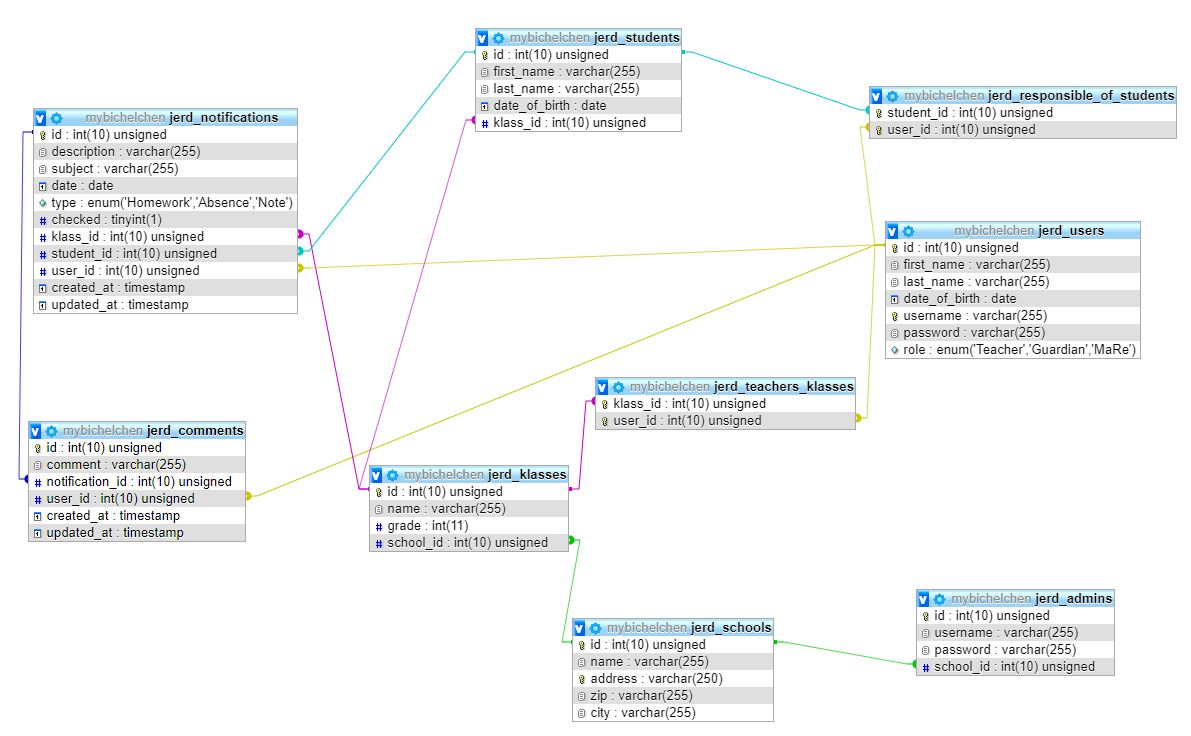 mybichelchen jerd_students
id : int(10) unsigned
first_name : varchar(255)
last_name : varchar(255)
date_of_birth : date
klass_id : int(10) unsigned
mybichelchen jerd_responsible_of_students
student_id : int(10) unsigned
user_id : int(10) unsigned
mybichelchen jerd_notifications
id : int(10) unsigned
description : varchar(255)
subject : varchar(255)
date : date
type : enum('Homework','Absence','Note')
checked : tinyint(1)
klass_id : int(10) unsigned
student_id : int(10) unsigned
user_id : int(10) unsigned
created_at : timestamp
updated_at : timestamp
mybichelchen jerd_users
id : int(10) unsigned
first_name : varchar(255)
last_name : varchar(255)
date_of_birth : date
username : varchar(255)
password : varchar(255)
role : enum('Teacher','Guardian','MaRe')
mybichelchen jerd_teachers_klasses
klass_id : int(10) unsigned
user_id : int(10) unsigned
mybichelchen jerd_comments
id : int(10) unsigned
comment : varchar(255)
notification_id : int(10) unsigned
user_id : int(10) unsigned
created_at : timestamp
updated_at : timestamp
mybichelchen jerd_klasses
id : int(10) unsigned
name : varchar(255)
grade : int(11)
school_id : int(10) unsigned
mybichelchen jerd_schools
id : int(10) unsigned
name : varchar(255)
address : varchar(250)
zip : varchar(255)
city : varchar(255)
mybichelchen jerd_admins
id : int(10) unsigned
username : varchar(255)
password : varchar(255)
school_id : int(10) unsigned